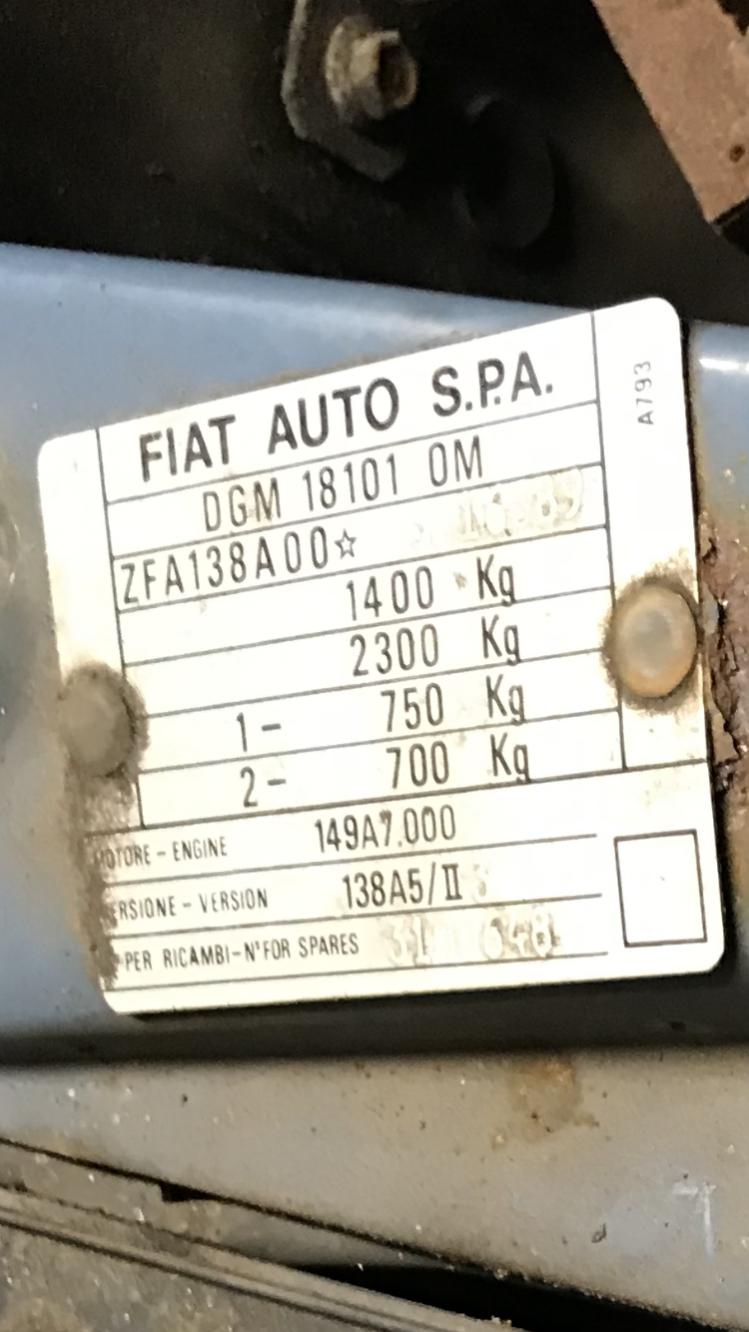 FIAT AUTO S.P.A.
A793
DGM 18101 OM
ZFA138A00☆
1400 Kg
2300 Kg
1- 750 Kg
2- 700 Kg
MOTORE - ENGINE 149A7.000
VERSIONE - VERSION 138A5/II
PER RICAMBI-N° FOR SPARES